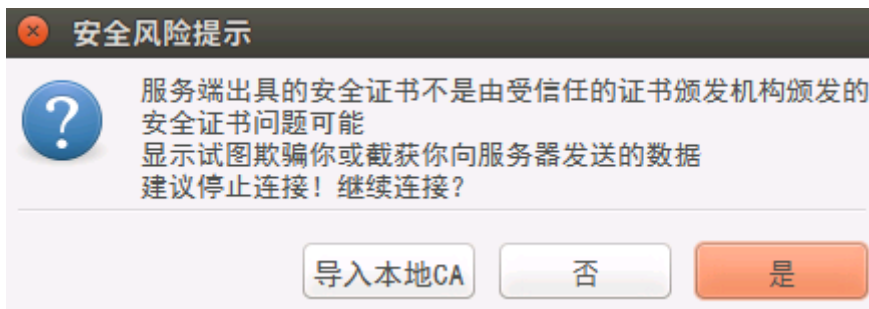 安全风险提示
服务端出具的安全证书不是由受信任的证书颁发机构颁发的
安全证书问题可能
显示试图欺骗你或截获你向服务器发送的数据
建议停止连接！继续连接？
导入本地CA 否 是